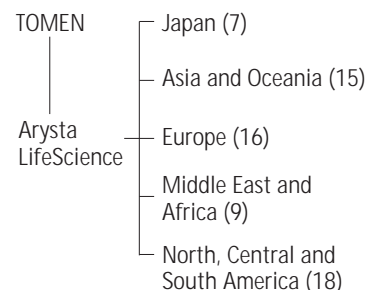 TOMEN
Arysta
LifeScience
Japan (7)
Asia and Oceania (15)
Europe (16)
Middle East and
Africa (9)
North, Central and
South America (18)